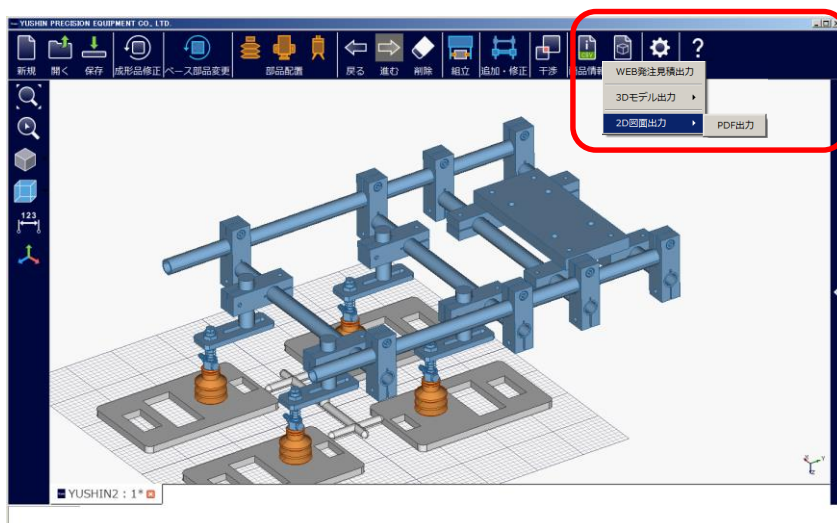 YUSHIN PRECISION EQUIPMENT CO., LTD.
新規 開く 保存 成形品修正 ベース部品変更 部品配置 戻る 進む 削除 組立 追加・修正 干渉 品情報
?
WEB発注見積出力
3Dモデル出力
2D図面出力 PDF出力
123
YUSHIN2 : 1*